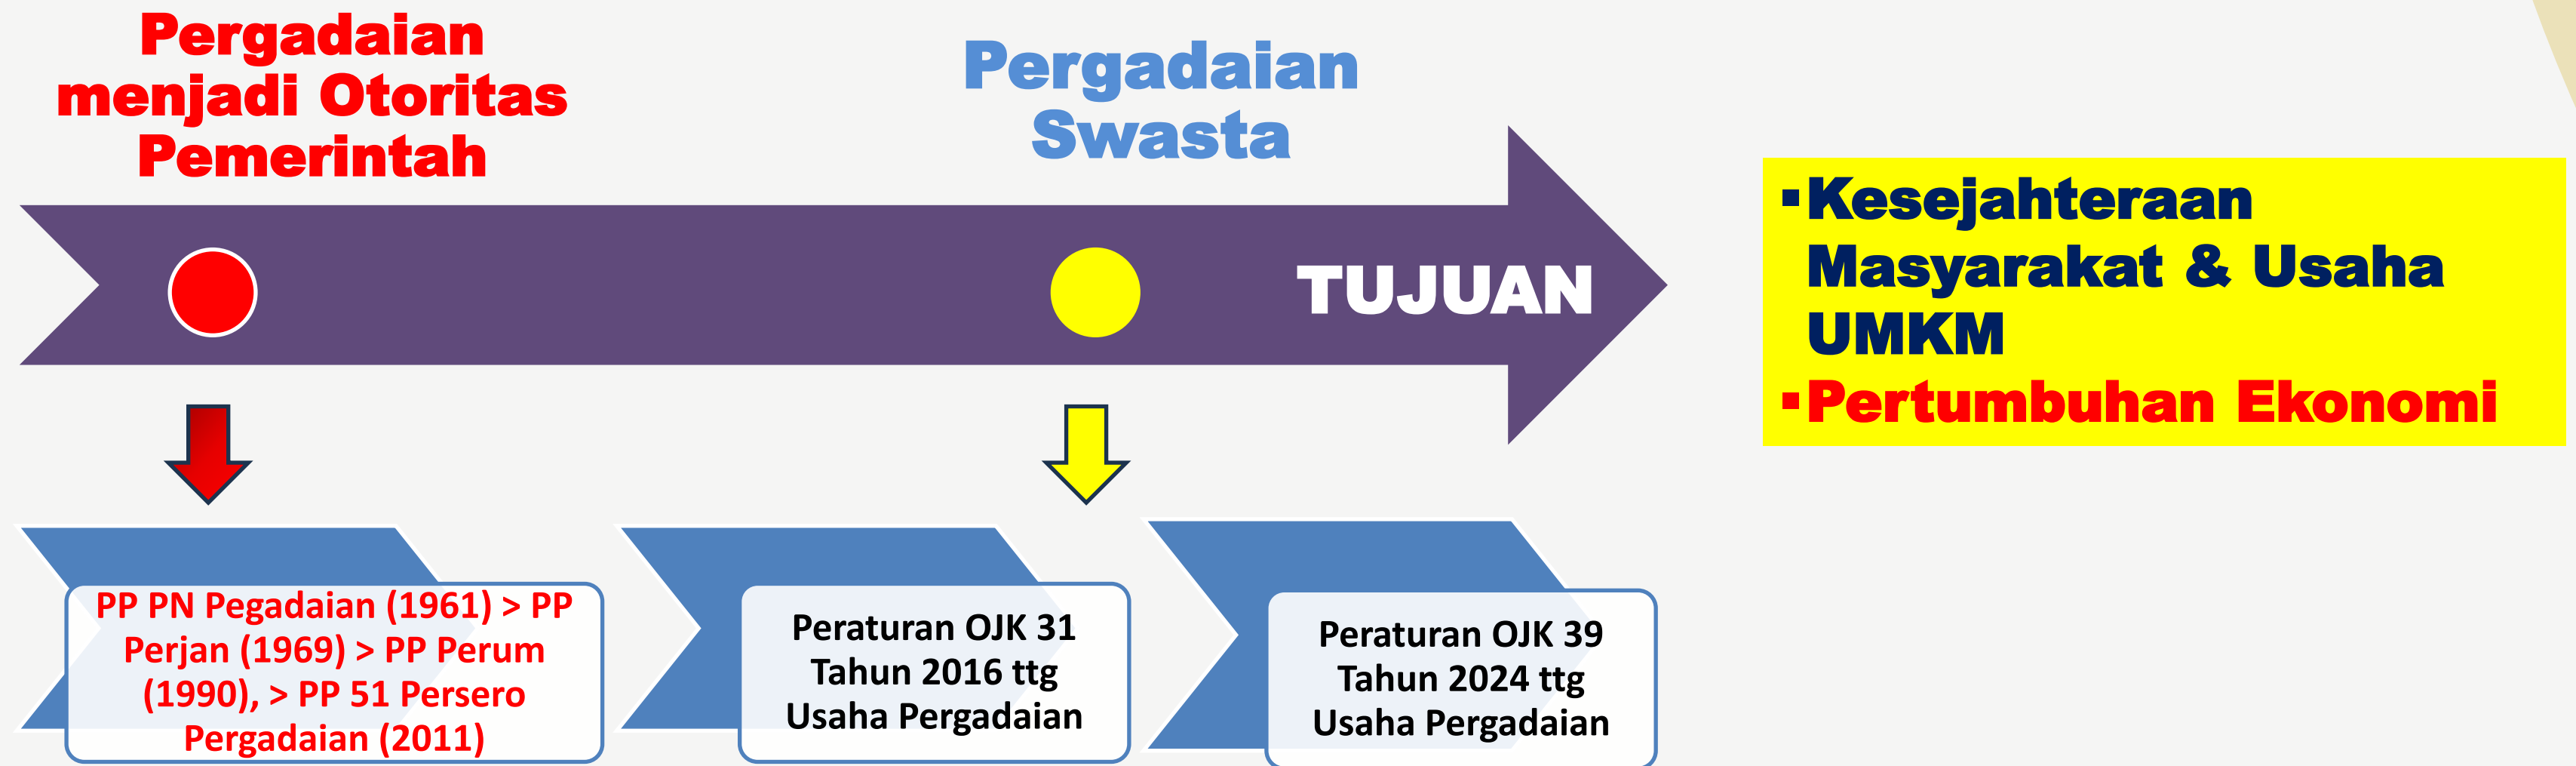 Pergadaian
menjadi Otoritas
Pemerintah
Pergadaian
Swasta
TUJUAN
▪Kesejahteraan
Masyarakat & Usaha
UMKM
▪Pertumbuhan Ekonomi
PP PN Pegadaian (1961) > PP
Perjan (1969) > PP Perum
(1990), > PP 51 Persero
Pergadaian (2011)
Peraturan OJK 31
Tahun 2016 ttg
Usaha Pergadaian
Peraturan OJK 39
Tahun 2024 ttg
Usaha Pergadaian